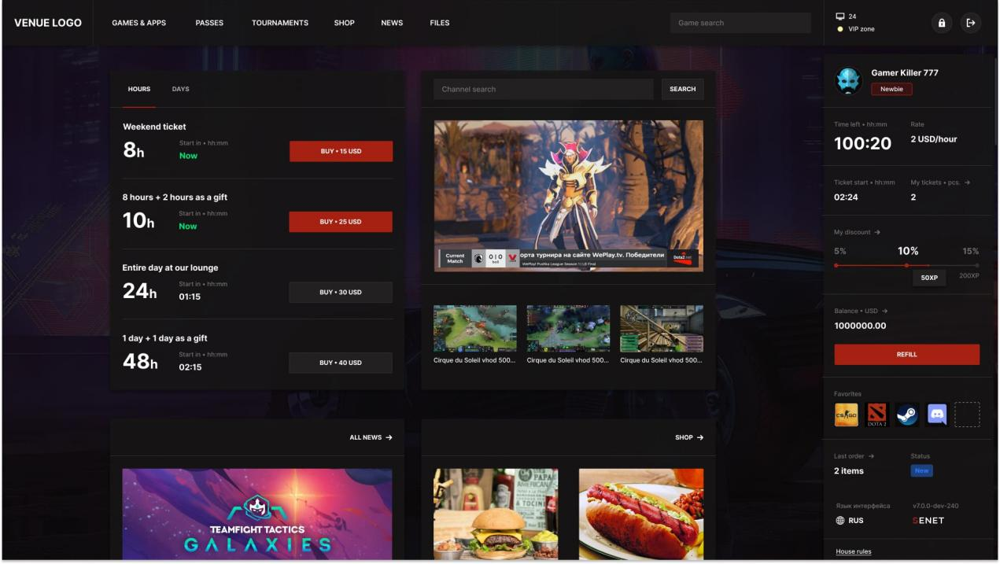 VENUE LOGO
GAMES & APPS
PASSES
TOURNAMENTS
SHOP
NEWS
FILES
Game search
24
VIP zone
HOURS
DAYS
Weekend ticket
8h
Start in • hh:mm
Now
BUY • 15 USD
8 hours + 2 hours as a gift
10h
Start in • hh:mm
Now
BUY • 25 USD
Entire day at our lounge
24h
Start in • hh:mm
01:15
BUY • 30 USD
1 day + 1 day as a gift
48h
Start in • hh:mm
02:15
BUY • 40 USD
Channel search
SEARCH
Current
Match
0 | 0
bo3
орта турнира на сайте WePlay.tv. Победители
WePlay! Pushka League Season 1 | LB Final
Dota2.net
Cirque du Soleil vhod 500...
Cirque du Soleil vhod 500...
Cirque du Soleil vhod 500...
ALL NEWS →
TEAMFIGHT TACTICS
GALAXIES
SHOP →
PAPA
AMERICAN
Gamer Killer 777
Newbie
Time left • hh:mm
100:20
Rate
2 USD/hour
Ticket start • hh:mm
02:24
My tickets • pcs. →
2
My discount →
5%
10%
15%
50XP
200XP
Balance • USD →
1000000.00
REFILL
Favorites
CS:GO
DOTA 2
Last order →
2 items
Status
New
Язык интерфейса
RUS
v7.0.0-dev-240
SENET
House rules